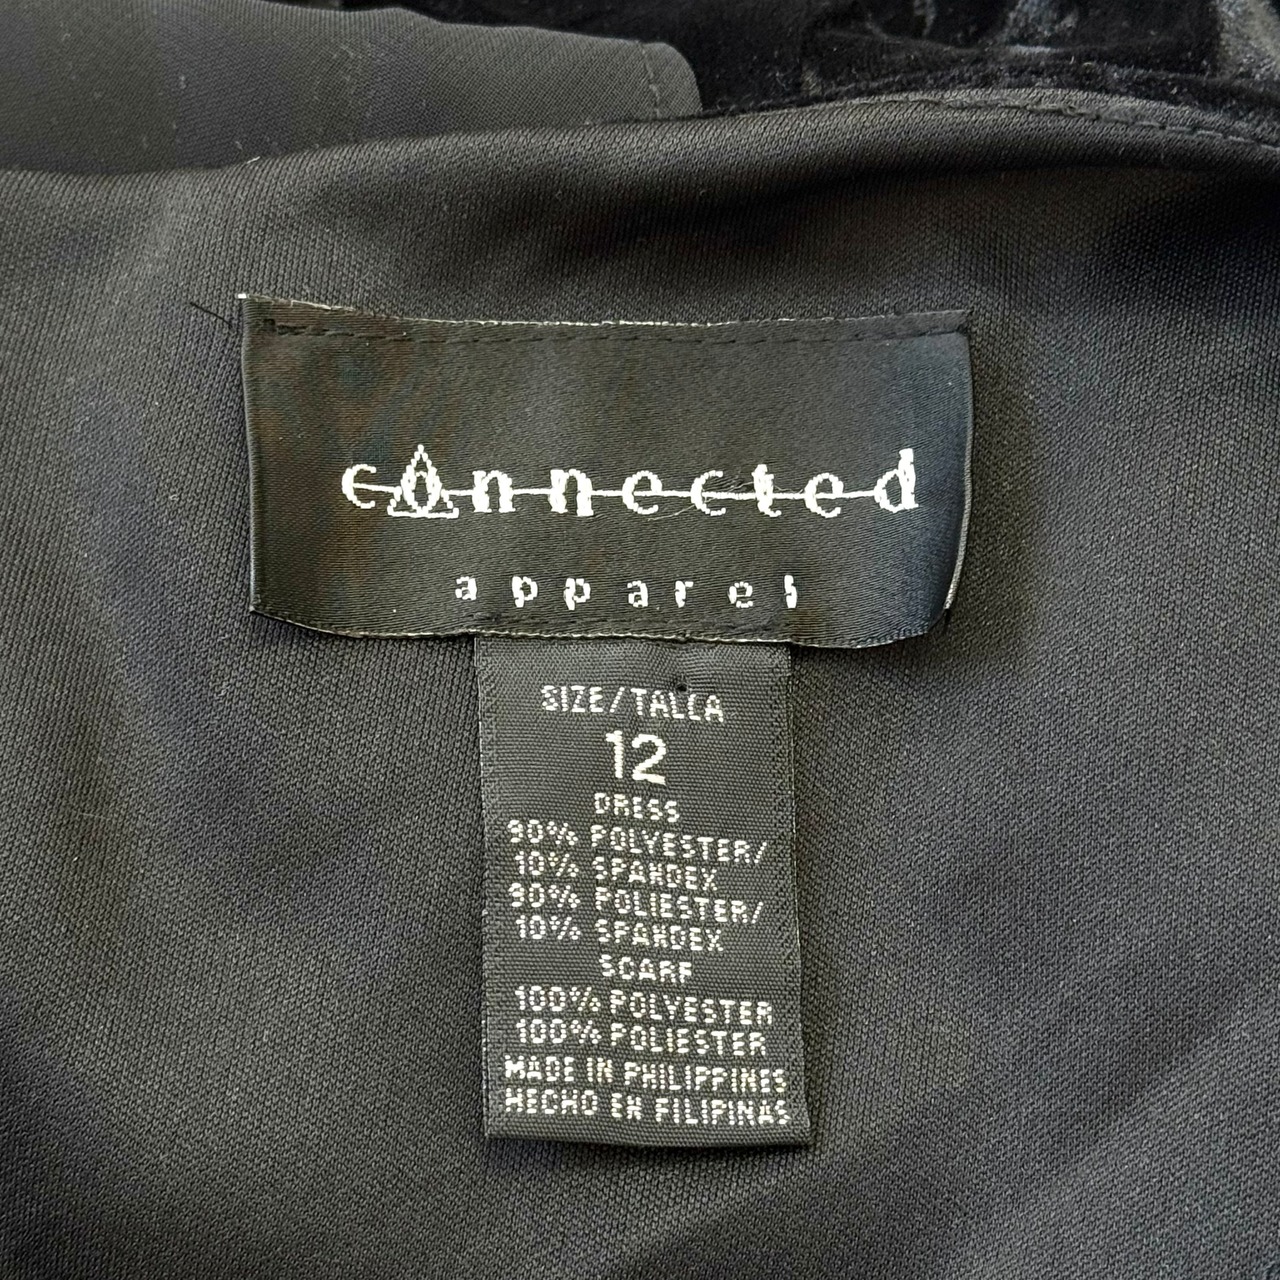 connected
apparel
SIZE/TALLA
12
DRESS
90% POLYESTER/
10% SPANDEX
90% POLIESTER/
10% SPANDEX
SCARF
100% POLYESTER
100% POLIESTER
MADE IN PHILIPPINES
HECHO EN FILIPINAS